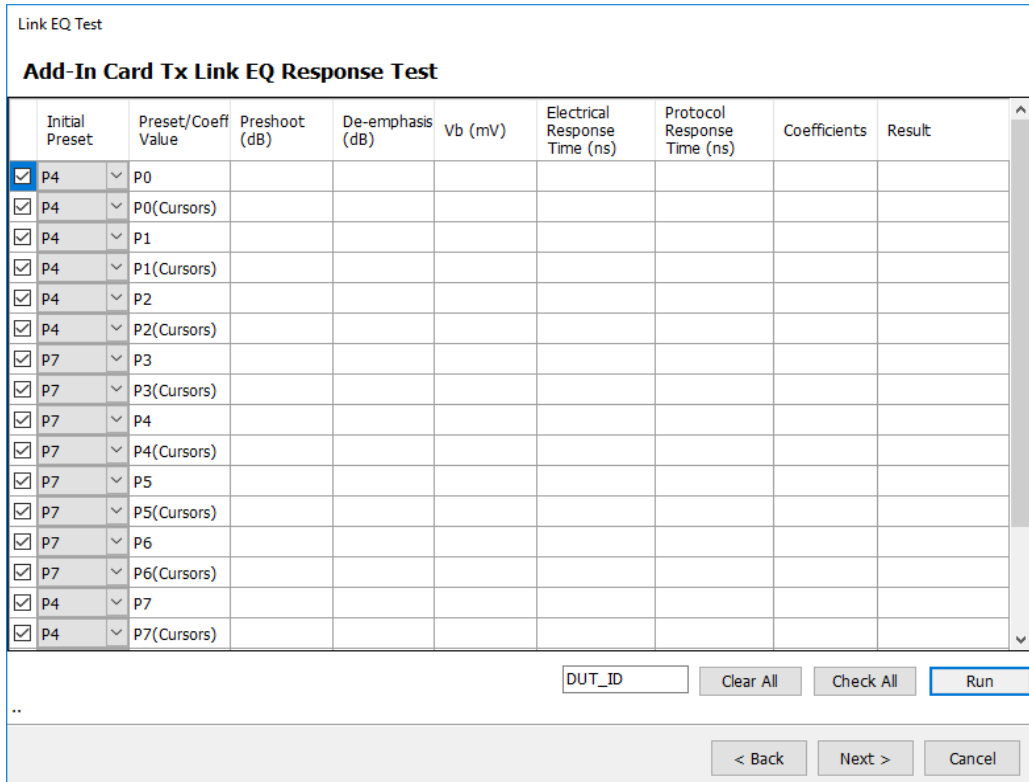 Link EQ Test
Add-In Card Tx Link EQ Response Test
Initial Preset Preset/Coeff Value Preshoot (dB) De-emphasis (dB) Vb (mV) Electrical Response Time (ns) Protocol Response Time (ns) Coefficients Result
P4 P0
P4 P0(Cursors)
P4 P1
P4 P1(Cursors)
P4 P2
P4 P2(Cursors)
P7 P3
P7 P3(Cursors)
P7 P4
P7 P4(Cursors)
P7 P5
P7 P5(Cursors)
P7 P6
P7 P6(Cursors)
P4 P7
P4 P7(Cursors)
DUT_ID Clear All Check All Run
..
< Back Next > Cancel